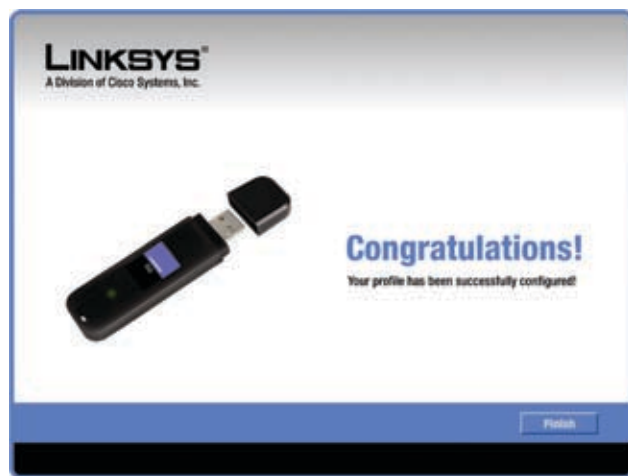 LINKSYS®
A Division of Cisco Systems, Inc.
Congratulations!
Your profile has been successfully configured!
Finish